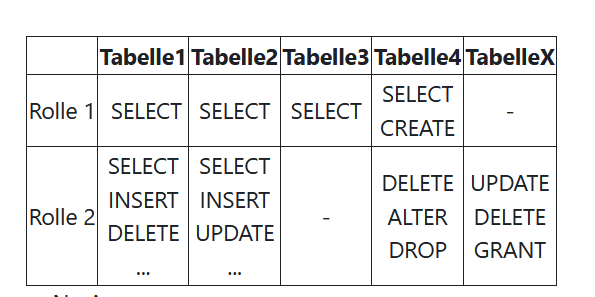 Tabelle1 Tabelle2 Tabelle3 Tabelle4 TabelleX
Rolle 1 SELECT SELECT SELECT SELECT CREATE -
Rolle 2 SELECT INSERT DELETE ... SELECT INSERT UPDATE ... - DELETE ALTER DROP UPDATE DELETE GRANT